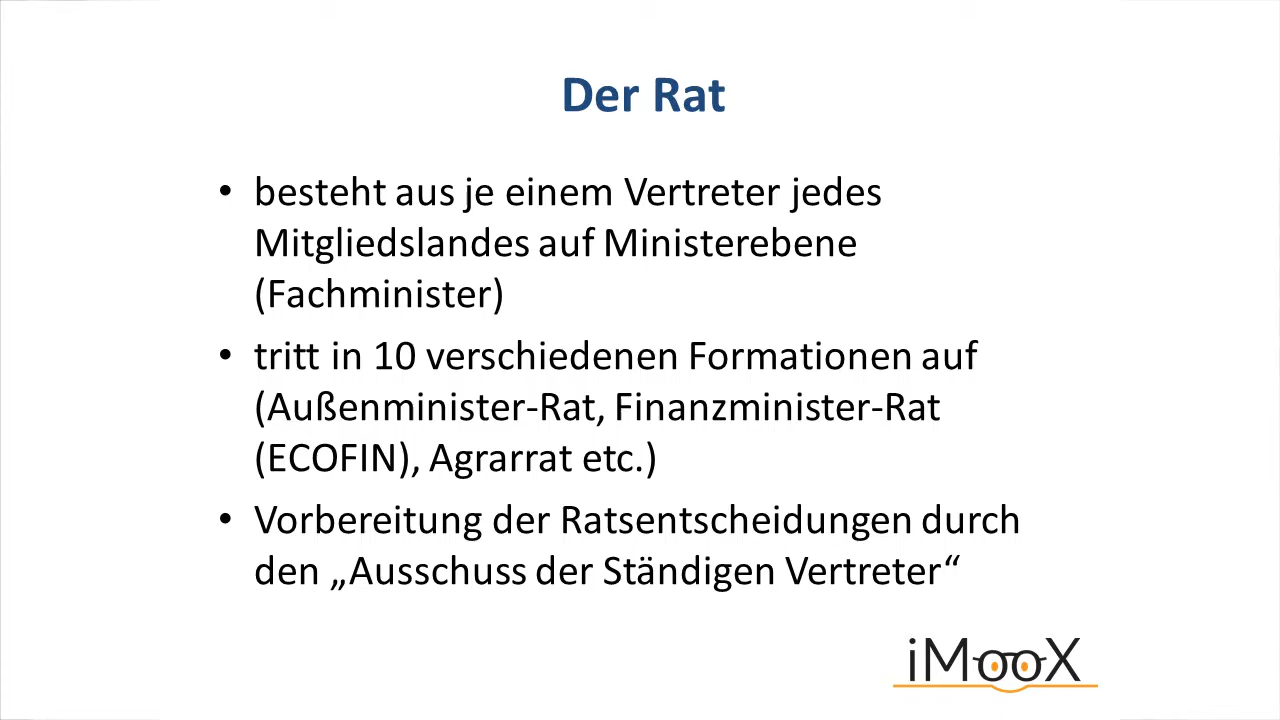 Der Rat
• besteht aus je einem Vertreter jedes
Mitgliedslandes auf Ministerebene
(Fachminister)
• tritt in 10 verschiedenen Formationen auf
(Außenminister-Rat, Finanzminister-Rat
(ECOFIN), Agrarrat etc.)
• Vorbereitung der Ratsentscheidungen durch
den „Ausschuss der Ständigen Vertreter“
iMooX